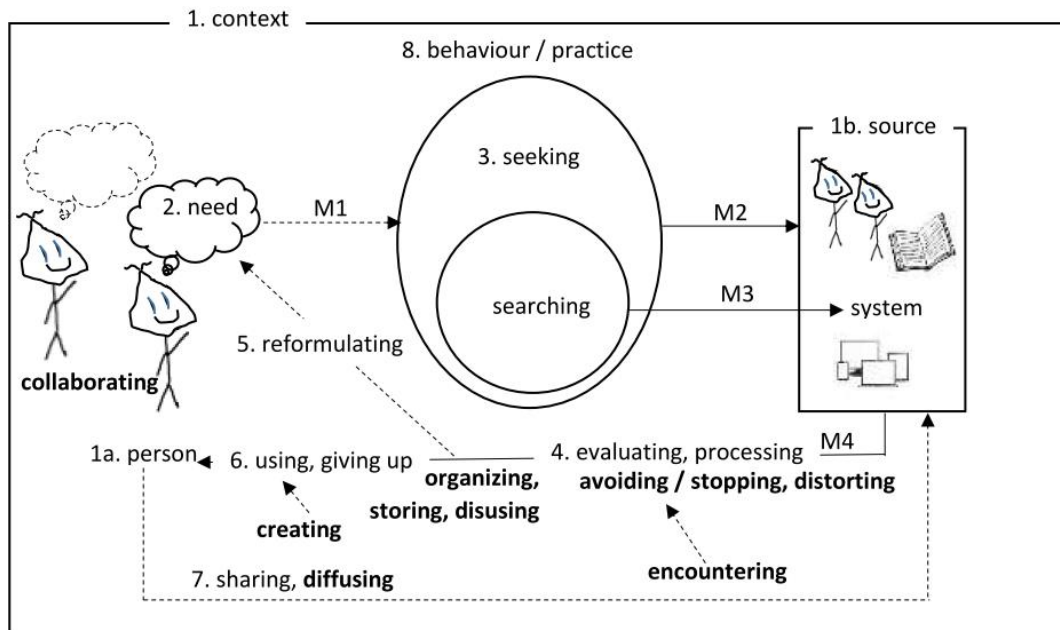 1. context
8. behaviour / practice
1b. source
3. seeking
2. need
M1
M2
searching
M3
system
5. reformulating
collaborating
1a. person
6. using, giving up
organizing,
storing, disusing
4. evaluating, processing
avoiding / stopping, distorting
M4
creating
encountering
7. sharing, diffusing